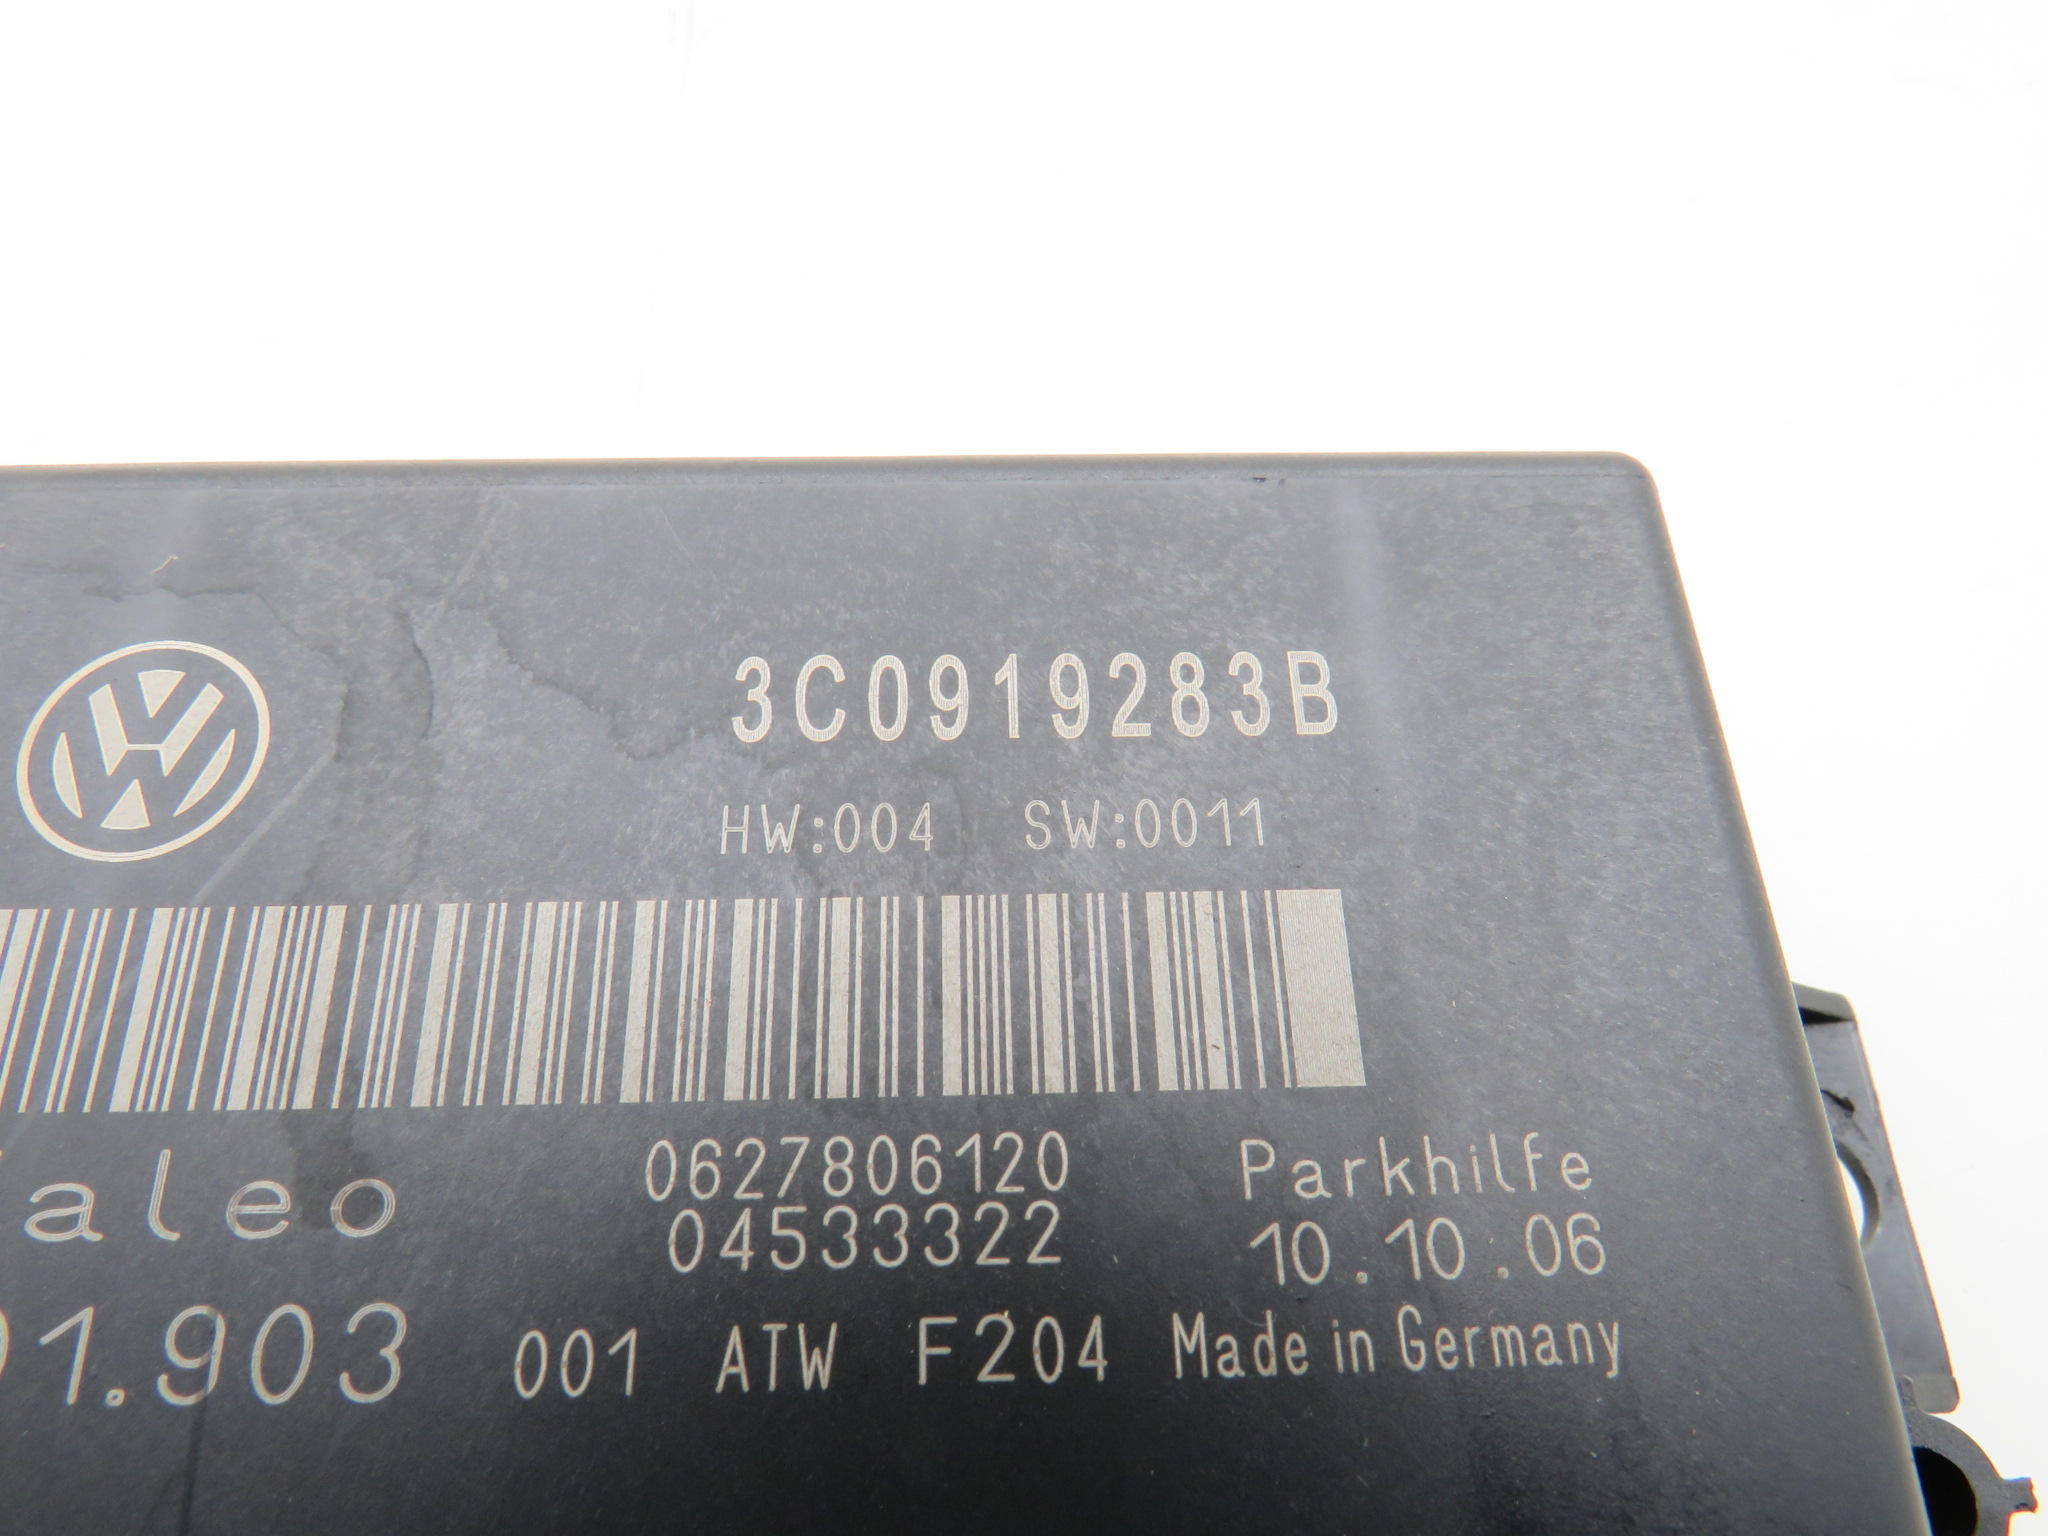 3C0919283B
HW:004 SW:0011
0627806120 Parkhilfe
aleo 04533322 10.10.06
1.903 001 ATW F204 Made in Germany